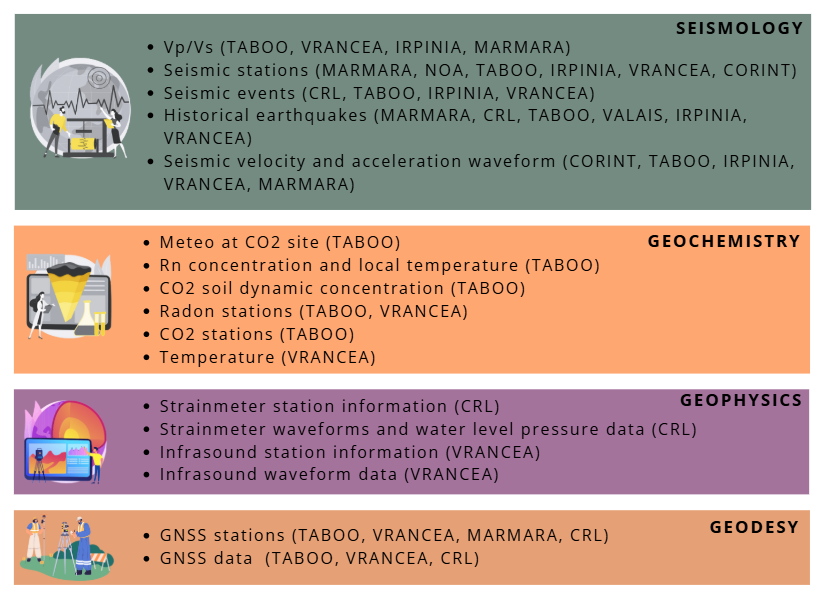 SEISMOLOGY
• Vp/Vs (TABOO, VRANCEA, IRPINIA, MARMARA)
• Seismic stations (MARMARA, NOA, TABOO, IRPINIA, VRANCEA, CORINT)
• Seismic events (CRL, TABOO, IRPINIA, VRANCEA)
• Historical earthquakes (MARMARA, CRL, TABOO, VALAIS, IRPINIA,
VRANCEA)
• Seismic velocity and acceleration waveform (CORINT, TABOO, IRPINIA,
VRANCEA, MARMARA)
GEOCHEMISTRY
• Meteo at CO2 site (TABOO)
• Rn concentration and local temperature (TABOO)
• CO2 soil dynamic concentration (TABOO)
• Radon stations (TABOO, VRANCEA)
• CO2 stations (TABOO)
• Temperature (VRANCEA)
GEOPHYSICS
• Strainmeter station information (CRL)
• Strainmeter waveforms and water level pressure data (CRL)
• Infrasound station information (VRANCEA)
• Infrasound waveform data (VRANCEA)
GEODESY
• GNSS stations (TABOO, VRANCEA, MARMARA, CRL)
• GNSS data (TABOO, VRANCEA, CRL)